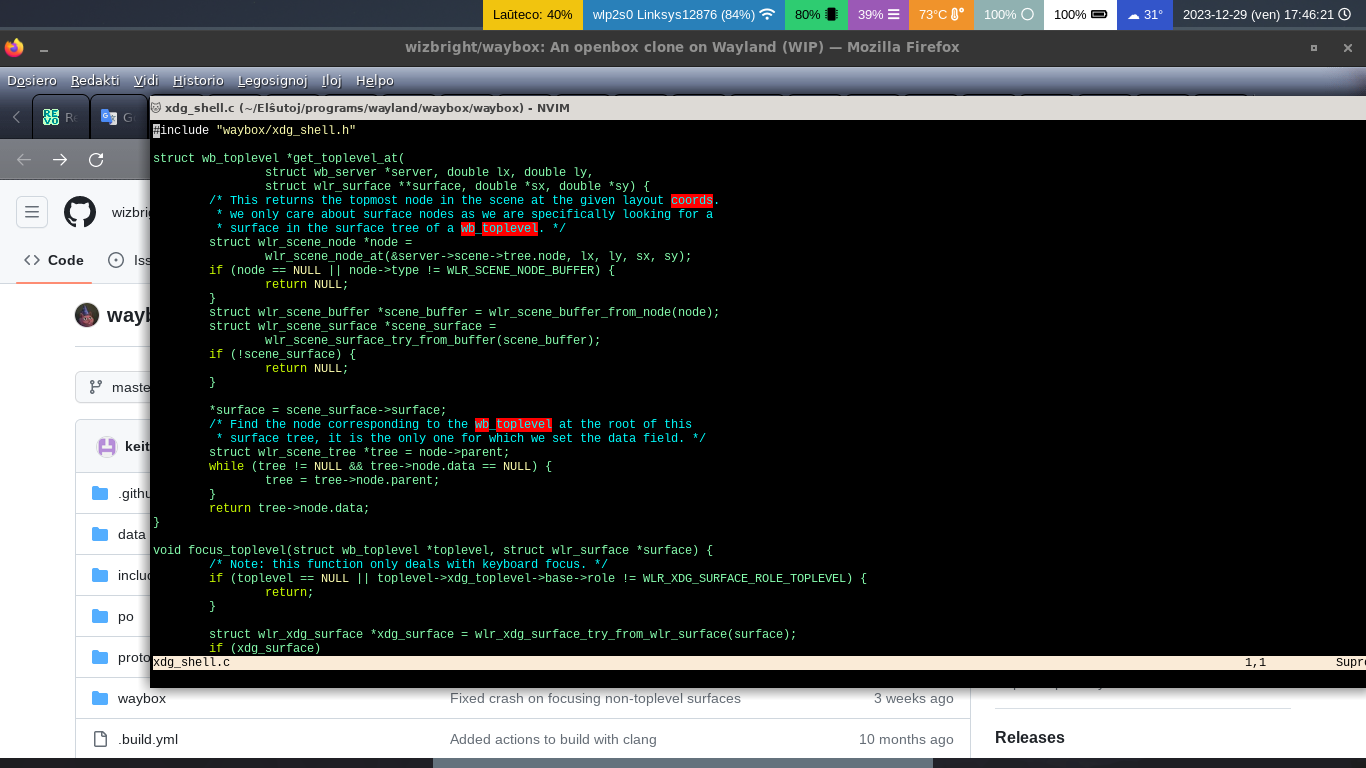 Laŭteco: 40% wlp2s0 Linksys12876 (84%) 80% 39% 73°C 100% 100% 31° 2023-12-29 (ven) 17:46:21
wizbright/waybox: An openbox clone on Wayland (WIP) — Mozilla Firefox
Dosiero Redakti Vidi Historio Legosignoj Iloj Helpo
xdg_shell.c (~/Elŝutoj/programs/wayland/waybox/waybox) - NVIM
#include "waybox/xdg_shell.h"
struct wb_toplevel *get_toplevel_at(
struct wb_server *server, double lx, double ly,
struct wlr_surface **surface, double *sx, double *sy) {
/* This returns the topmost node in the scene at the given layout coords.
* we only care about surface nodes as we are specifically looking for a
* surface in the surface tree of a wb_toplevel. */
struct wlr_scene_node *node =
wlr_scene_node_at(&server->scene->tree.node, lx, ly, sx, sy);
if (node == NULL || node->type != WLR_SCENE_NODE_BUFFER) {
return NULL;
}
struct wlr_scene_buffer *scene_buffer = wlr_scene_buffer_from_node(node);
struct wlr_scene_surface *scene_surface =
wlr_scene_surface_try_from_buffer(scene_buffer);
if (!scene_surface) {
return NULL;
}
*surface = scene_surface->surface;
/* Find the node corresponding to the wb_toplevel at the root of this
* surface tree, it is the only one for which we set the data field. */
struct wlr_scene_tree *tree = node->parent;
while (tree != NULL && tree->node.data == NULL) {
tree = tree->node.parent;
}
return tree->node.data;
}
void focus_toplevel(struct wb_toplevel *toplevel, struct wlr_surface *surface) {
/* Note: this function only deals with keyboard focus. */
if (toplevel == NULL || toplevel->xdg_toplevel->base->role != WLR_XDG_SURFACE_ROLE_TOPLEVEL) {
return;
}
struct wlr_xdg_surface *xdg_surface = wlr_xdg_surface_try_from_wlr_surface(surface);
if (xdg_surface)
xdg_shell.c 1,1 Supre
RE
VO
G
wizbrig
Code Iss
wayb
master
keit
.githu
data
inclu
po
proto
waybox Fixed crash on focusing non-toplevel surfaces 3 weeks ago
.build.yml Added actions to build with clang 10 months ago
Releases